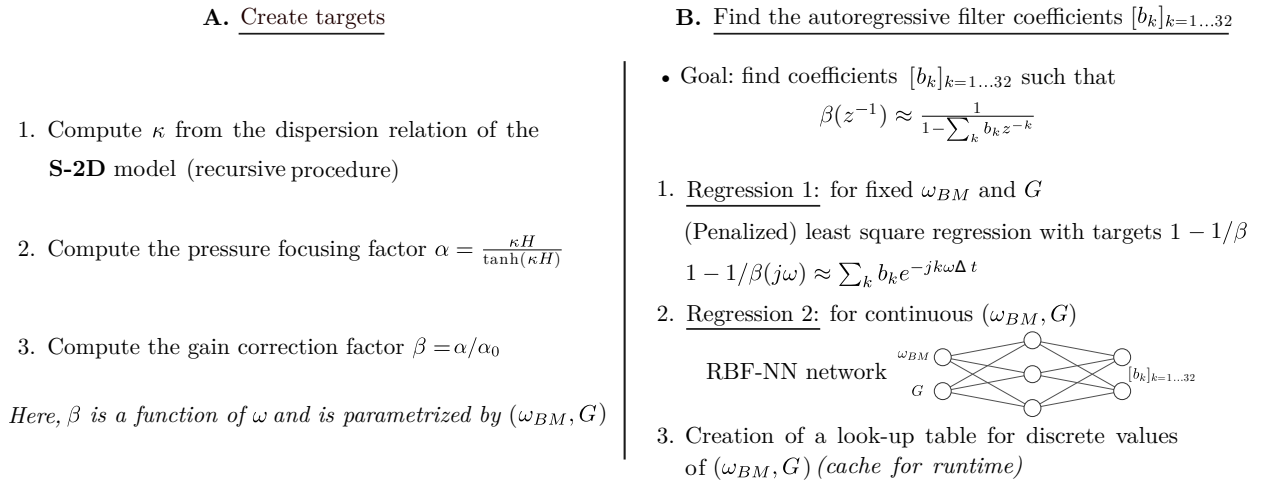 A. Create targets
1. Compute κ from the dispersion relation of the
S-2D model (recursive procedure)
2. Compute the pressure focusing factor α = κH / tanh(κH)
3. Compute the gain correction factor β = α/α₀
Here, β is a function of ω and is parametrized by (ω_BM, G)
B. Find the autoregressive filter coefficients [b_k]_{k=1...32}
• Goal: find coefficients [b_k]_{k=1...32} such that
β(z^{-1}) ≈ 1 / (1−∑_k b_k z^{-k})
1. Regression 1: for fixed ω_BM and G
(Penalized) least square regression with targets 1 − 1/β
1 − 1/β(jω) ≈ ∑_k b_k e^{-jkωΔ t}
2. Regression 2: for continuous (ω_BM, G)
ω_BM
RBF-NN network
[b_k]_{k=1...32}
G
3. Creation of a look-up table for discrete values
of (ω_BM, G) (cache for runtime)